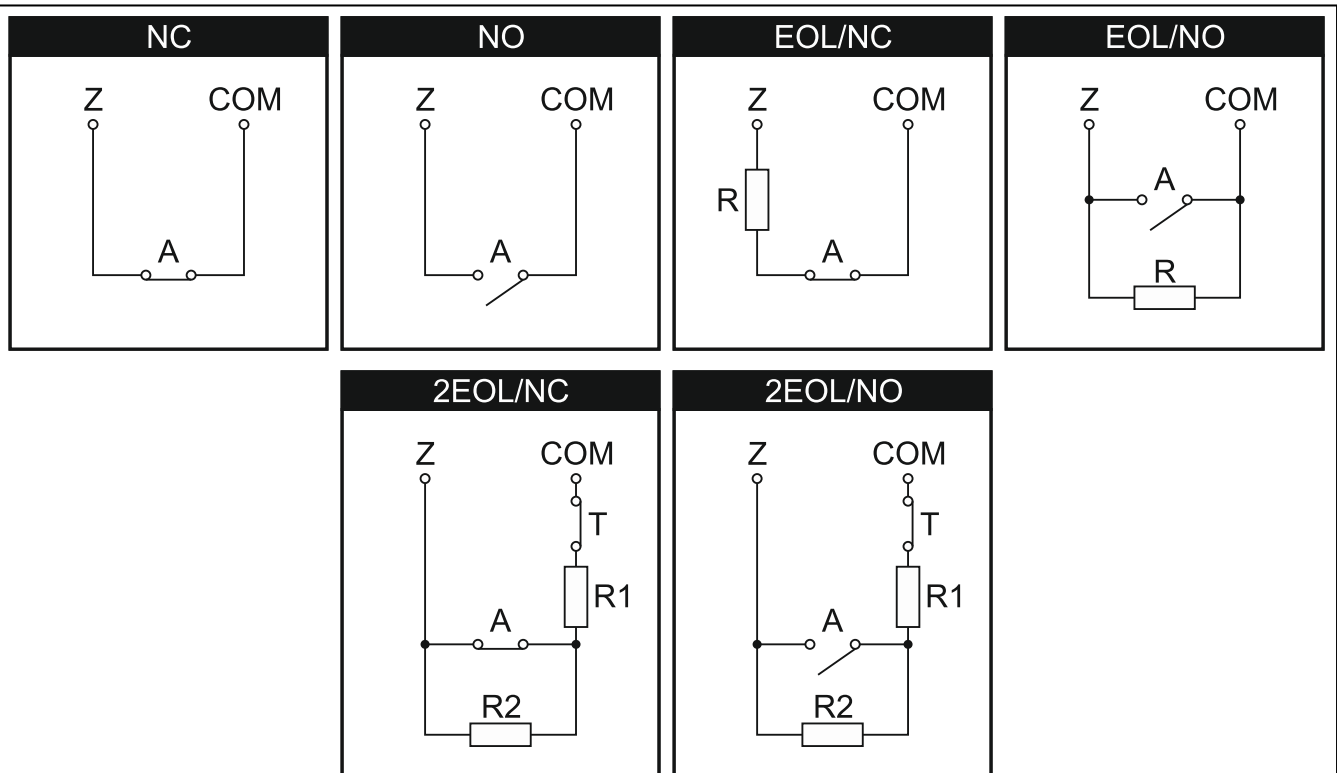 NC NO EOL/NC EOL/NO
Z COM Z COM Z COM Z COM
A
R A
A A
R
2EOL/NC 2EOL/NO
Z COM Z COM
T T
R1 R1
A A
R2 R2